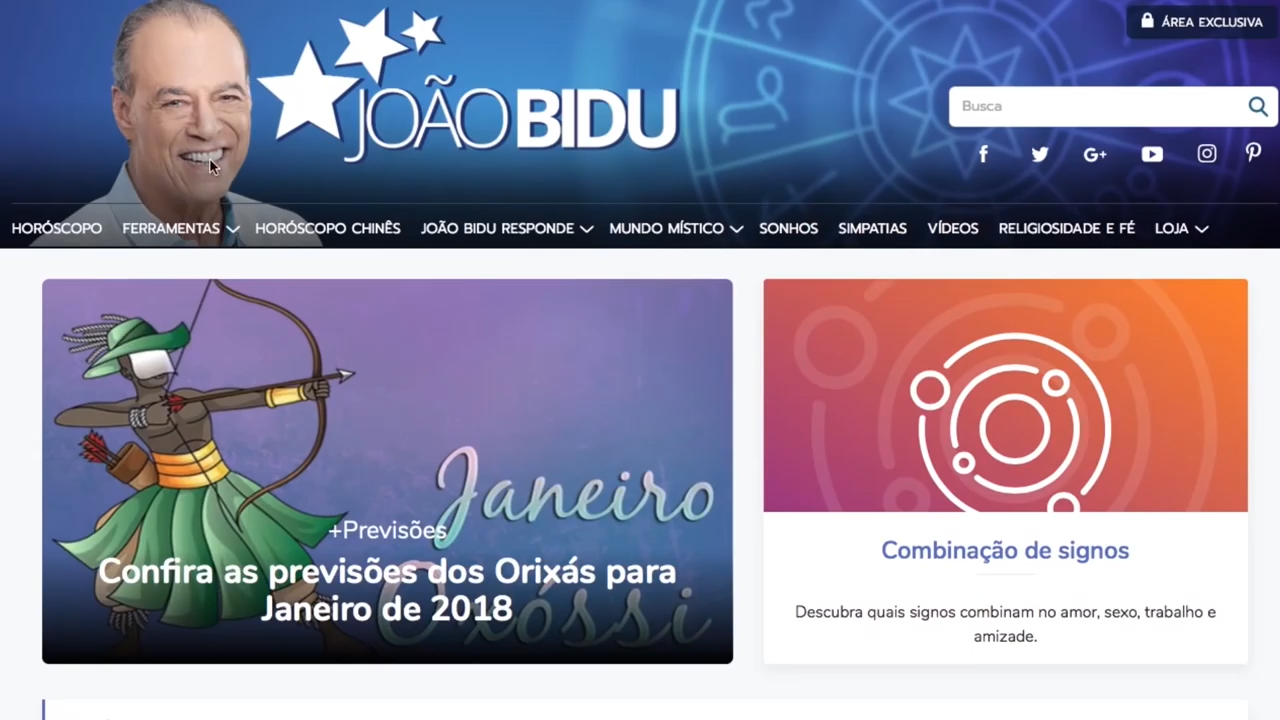 ÁREA EXCLUSIVA
JOÃO BIDU
Busca
HORÓSCOPO FERRAMENTAS HORÓSCOPO CHINÊS JOÃO BIDU RESPONDE MUNDO MÍSTICO SONHOS SIMPATIAS VÍDEOS RELIGIOSIDADE E FÉ LOJA
Janeiro
Oxóssi
+Previsões
Confira as previsões dos Orixás para
Janeiro de 2018
Combinação de signos
Descubra quais signos combinam no amor, sexo, trabalho e
amizade.